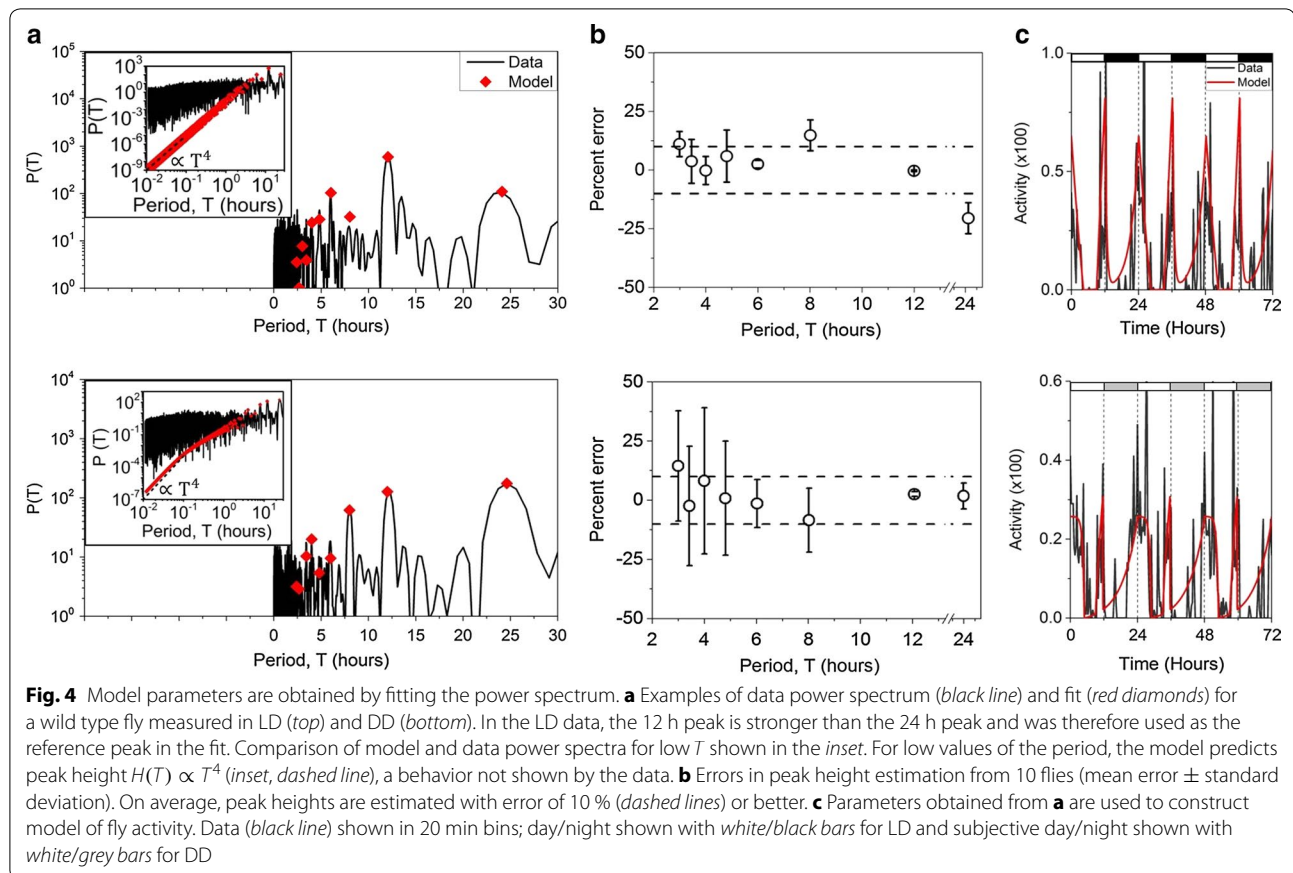 a
b
c
10^5
10^4
10^3
10^2
10^1
10^0
P(T)
Data
Model
10^3
10^0
10^-3
10^-6
10^-9
P(T)
∝ T^4
10^-2 10^-1 10^0 10^1
Period, T (hours)
0 5 10 15 20 25 30
Period, T (hours)
50
25
0
-25
-50
Percent error
2 4 6 8 10 12 24
Period, T (hours)
1.0
0.5
0.0
Activity (x100)
Data
Model
0 24 48 72
Time (Hours)
10^4
10^3
10^2
10^1
10^0
P(T)
10^2
10^-1
10^-4
10^-7
P (T)
∝ T^4
10^-2 10^-1 10^0 10^1
Period, T (hours)
0 5 10 15 20 25 30
Period, T (hours)
50
25
0
-25
-50
Percent error
2 4 6 8 10 12 24
Period, T (hours)
0.6
0.4
0.2
0.0
Activity (x100)
0 24 48 72
Time (Hours)
Fig. 4 Model parameters are obtained by fitting the power spectrum. a Examples of data power spectrum (black line) and fit (red diamonds) for
a wild type fly measured in LD (top) and DD (bottom). In the LD data, the 12 h peak is stronger than the 24 h peak and was therefore used as the
reference peak in the fit. Comparison of model and data power spectra for low T shown in the inset. For low values of the period, the model predicts
peak height H(T) ∝ T^4 (inset, dashed line), a behavior not shown by the data. b Errors in peak height estimation from 10 flies (mean error ± standard
deviation). On average, peak heights are estimated with error of 10 % (dashed lines) or better. c Parameters obtained from a are used to construct
model of fly activity. Data (black line) shown in 20 min bins; day/night shown with white/black bars for LD and subjective day/night shown with
white/grey bars for DD